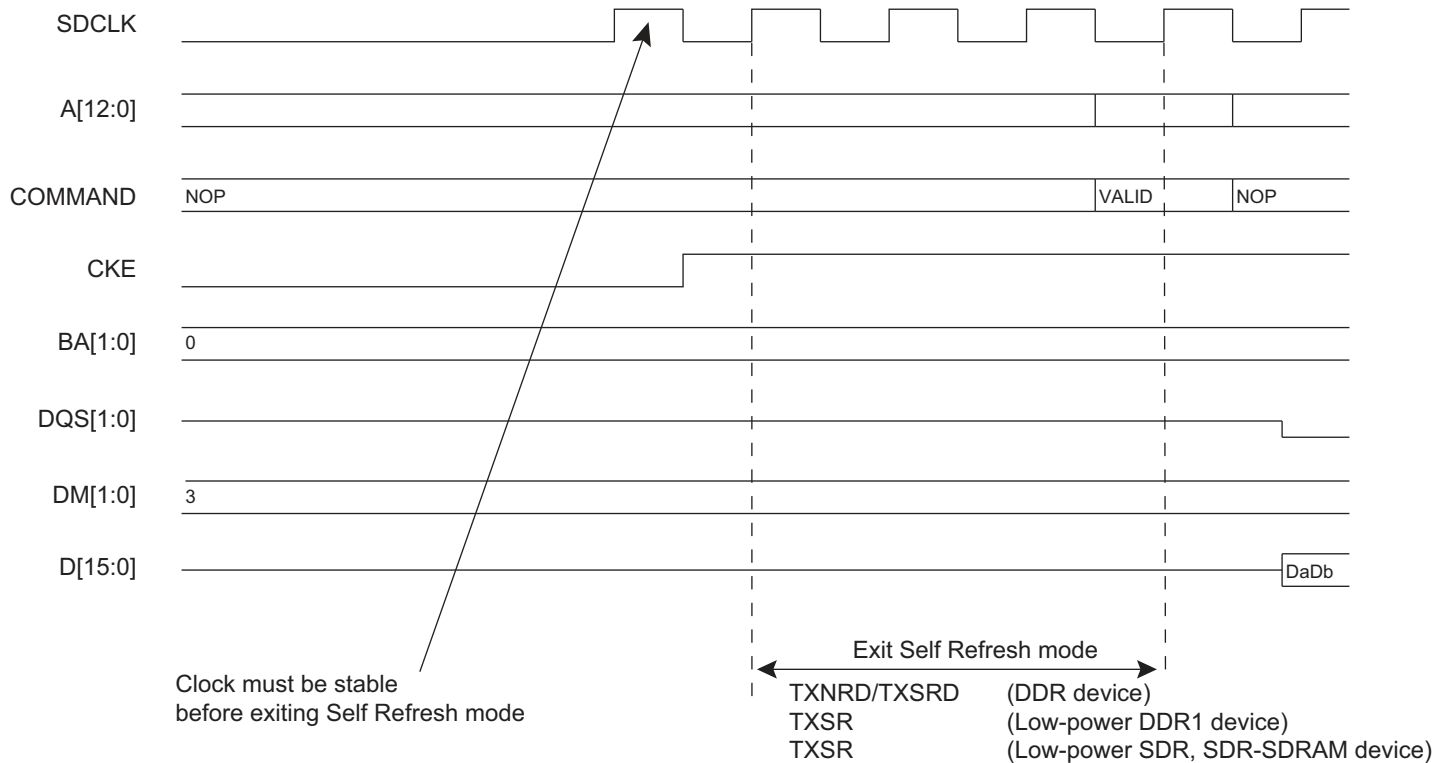 SDCLK
A[12:0]
COMMAND NOP VALID NOP
CKE
BA[1:0] 0
DQS[1:0]
DM[1:0] 3
D[15:0] DaDb
Clock must be stable
before exiting Self Refresh mode
Exit Self Refresh mode
TXNRD/TXSRD (DDR device)
TXSR (Low-power DDR1 device)
TXSR (Low-power SDR, SDR-SDRAM device)